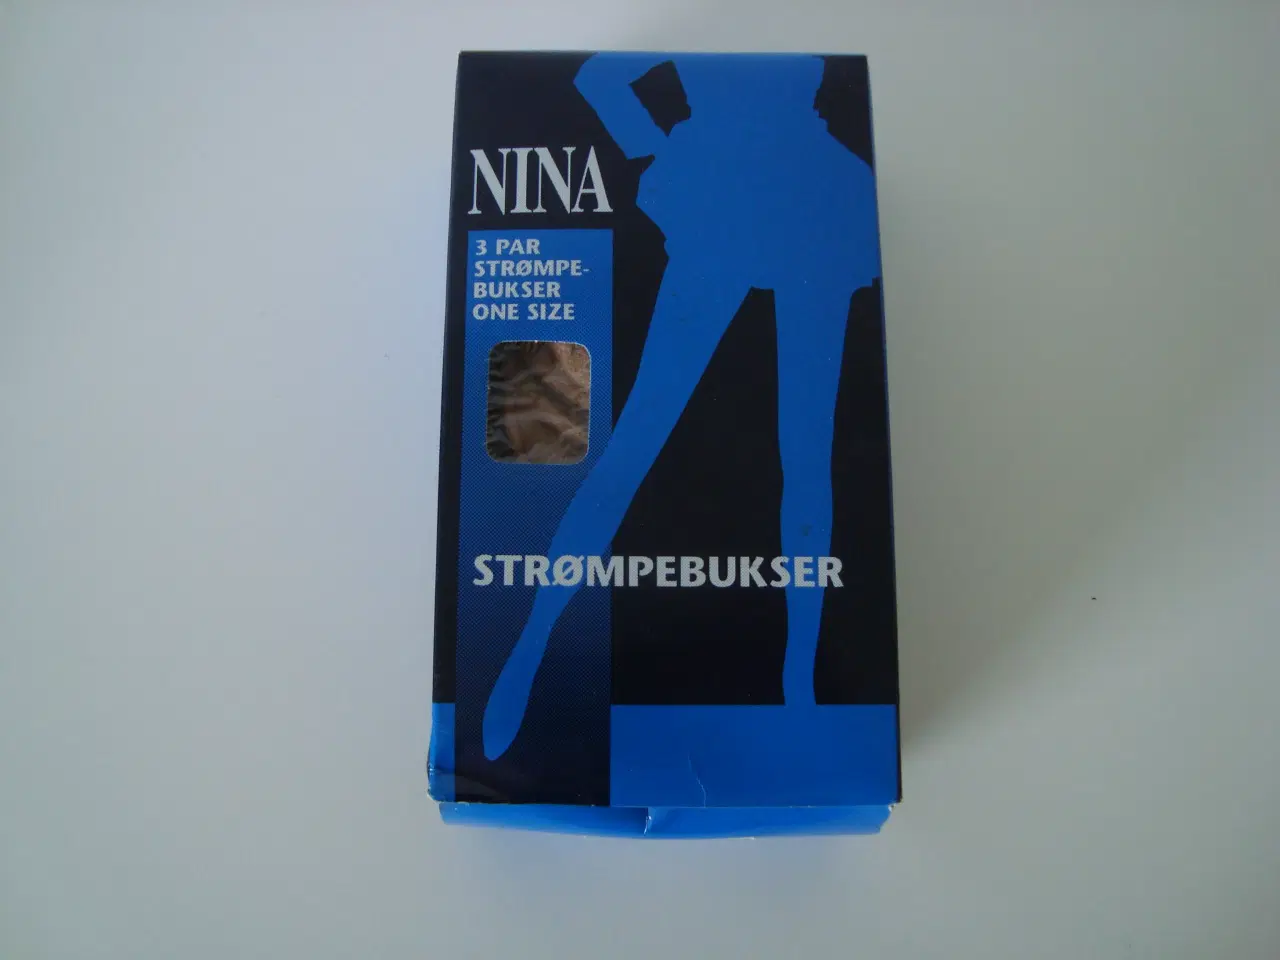 NINA
3 PAR
STRØMPE-
BUKSER
ONE SIZE
STRØMPEBUKSER